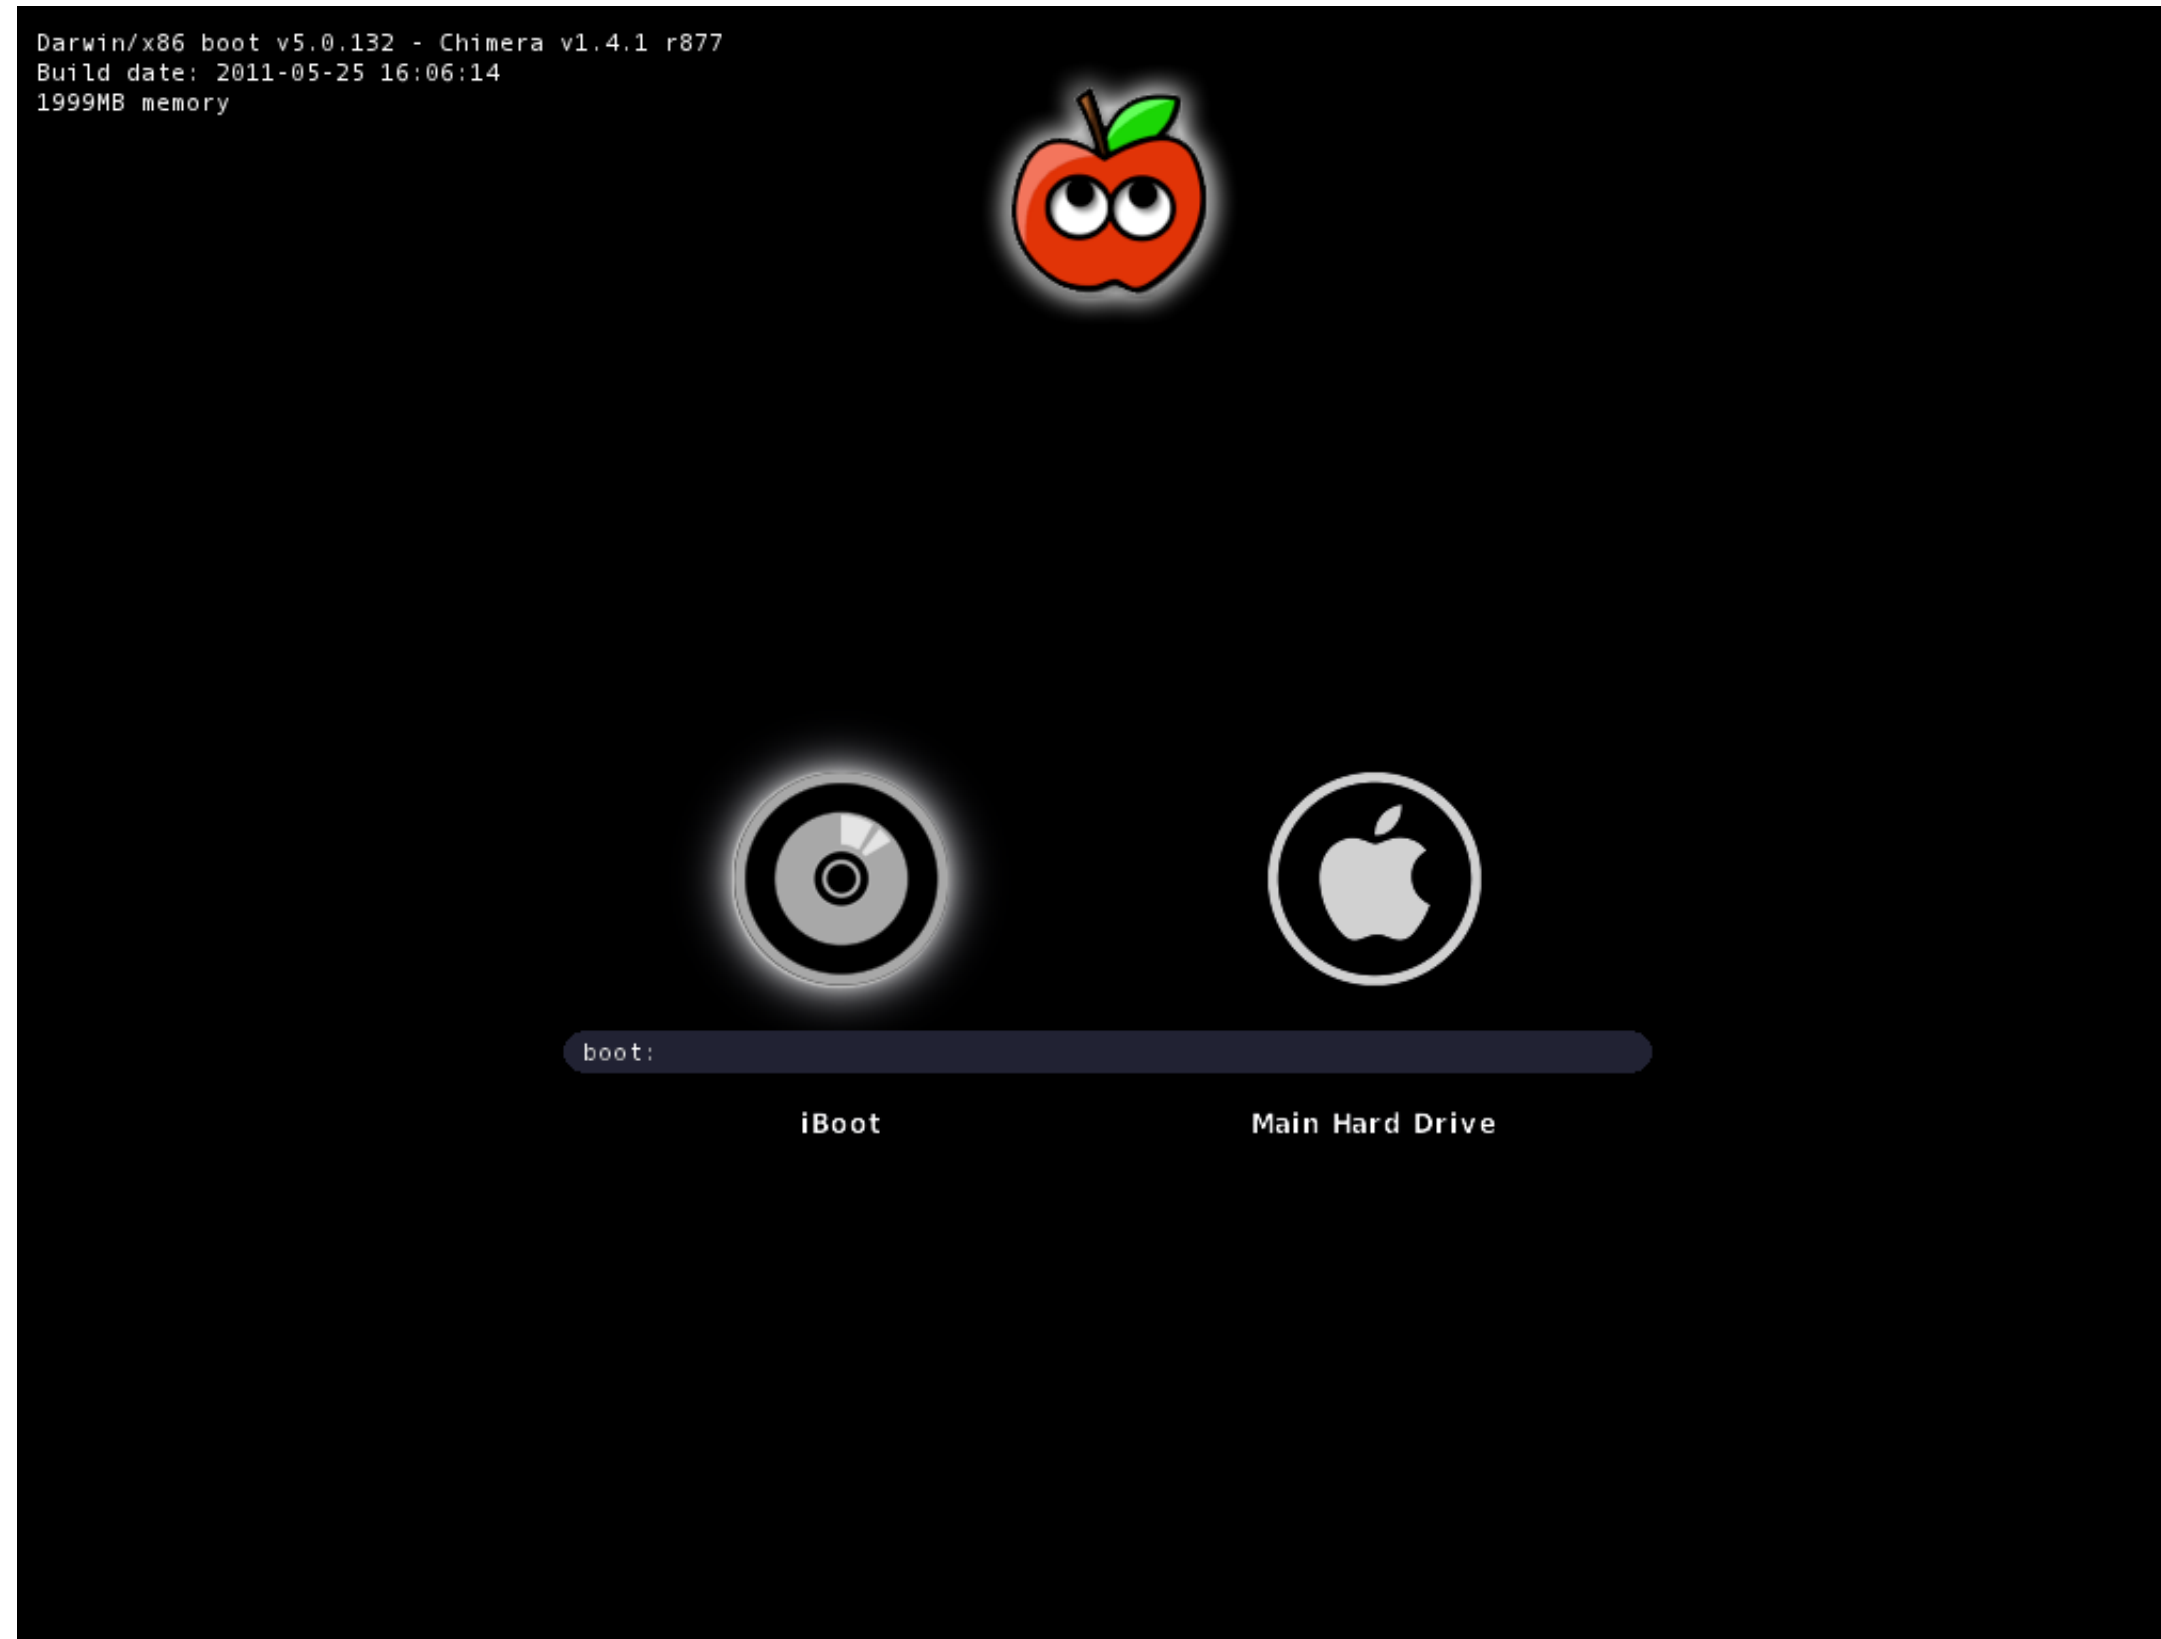 Darwin/x86 boot v5.0.132 - Chimera v1.4.1 r877
Build date: 2011-05-25 16:06:14
1999MB memory
boot:
iBoot
Main Hard Drive